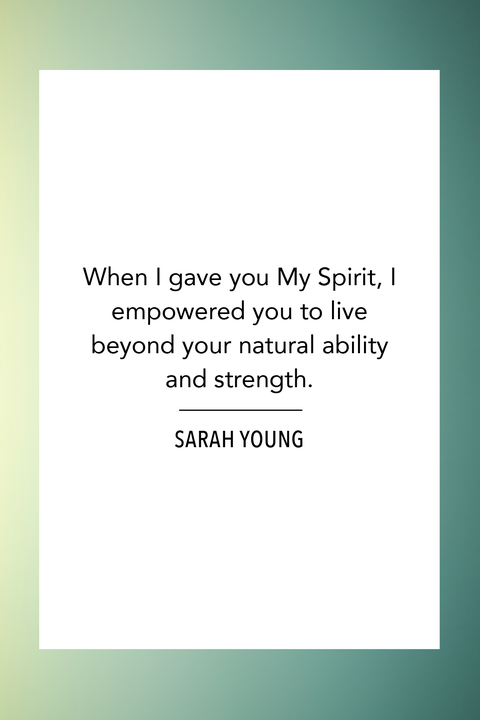 When I gave you My Spirit, I
empowered you to live
beyond your natural ability
and strength.
SARAH YOUNG